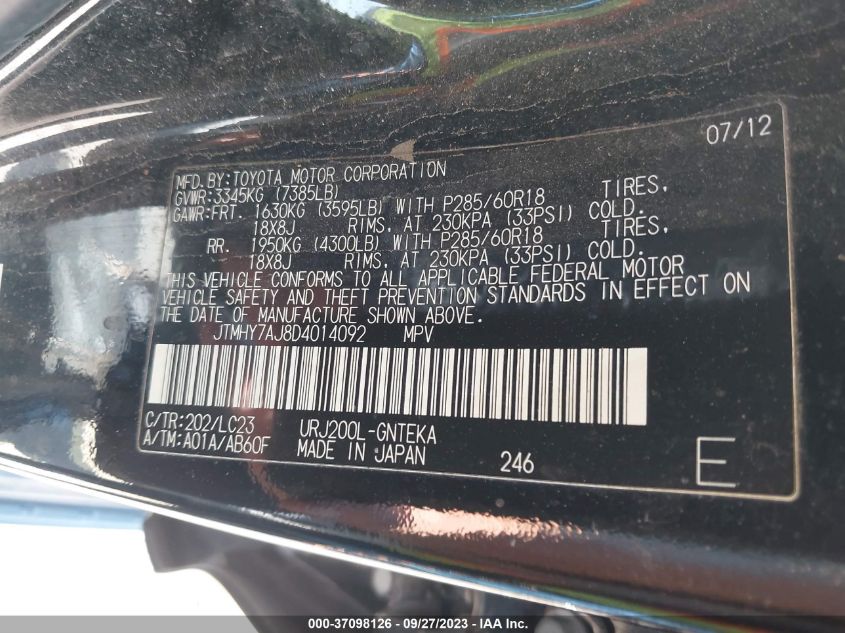 07/12
MFD.BY:TOYOTA MOTOR CORPORATION
GVWR:3345KG (7385LB)
GAWR:FRT. 1630KG (3595LB) WITH P285/60R18 TIRES,
18X8J RIMS, AT 230KPA (33PSI) COLD.
RR. 1950KG (4300LB) WITH P285/60R18 TIRES,
18X8J RIMS, AT 230KPA (33PSI) COLD.
THIS VEHICLE CONFORMS TO ALL APPLICABLE FEDERAL MOTOR
VEHICLE SAFETY AND THEFT PREVENTION STANDARDS IN EFFECT ON
THE DATE OF MANUFACTURE SHOWN ABOVE.
JTMHY7AJ8D4014092 MPV
C/TR:202/LC23 URJ200L-GNTEKA
A/TM:A01A/AB60F MADE IN JAPAN 246 E
000-37098126 - 09/27/2023 - IAA Inc.